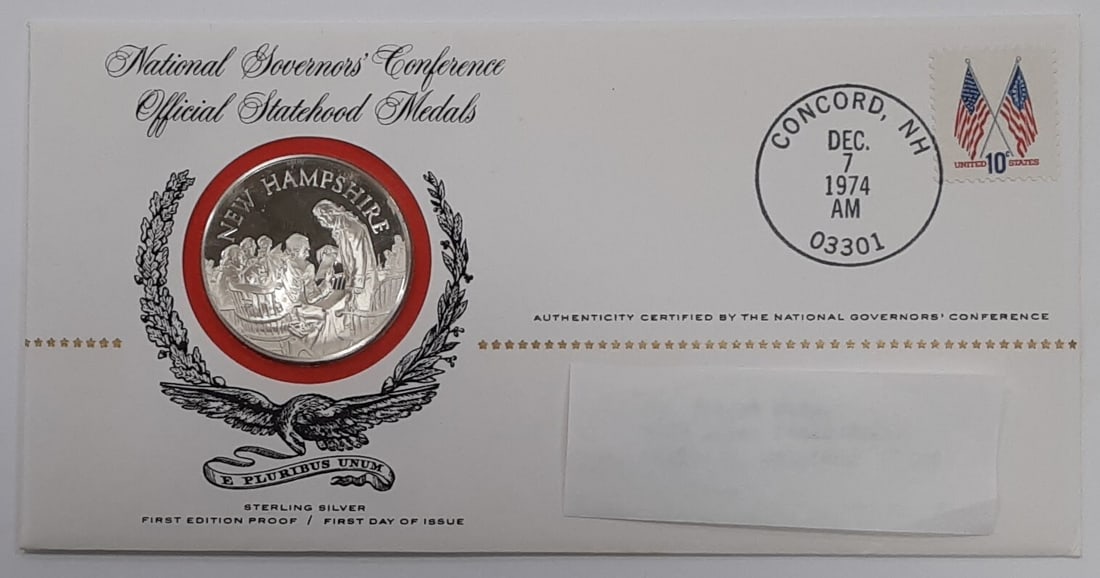 National Governors' Conference
Official Statehood Medals
NEW HAMPSHIRE
E PLURIBUS UNUM
STERLING SILVER
FIRST EDITION PROOF / FIRST DAY OF ISSUE
CONCORD, NH
DEC.
7
1974
AM
03301
UNITED 10c STATES
AUTHENTICITY CERTIFIED BY THE NATIONAL GOVERNORS' CONFERENCE